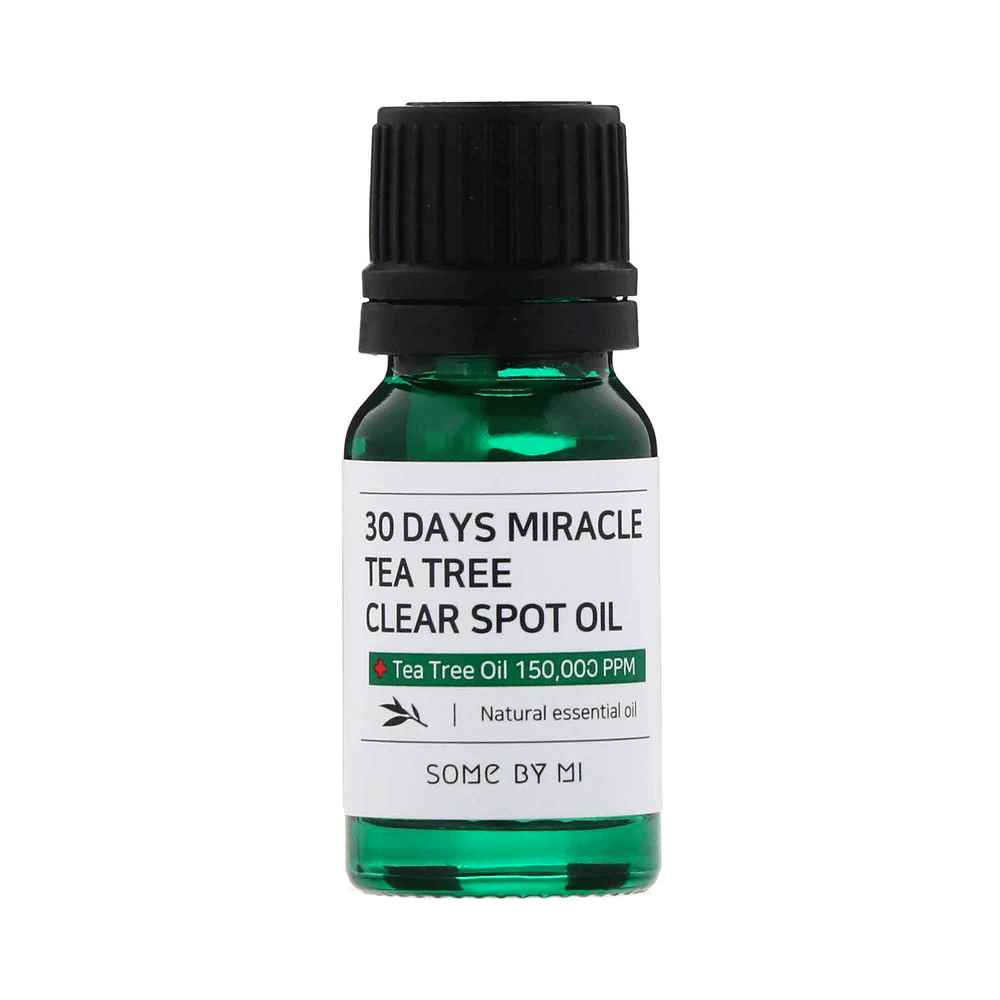 30 DAYS MIRACLE
TEA TREE
CLEAR SPOT OIL
Tea Tree Oil 150,000 PPM
Natural essential oil
SOME BY MI